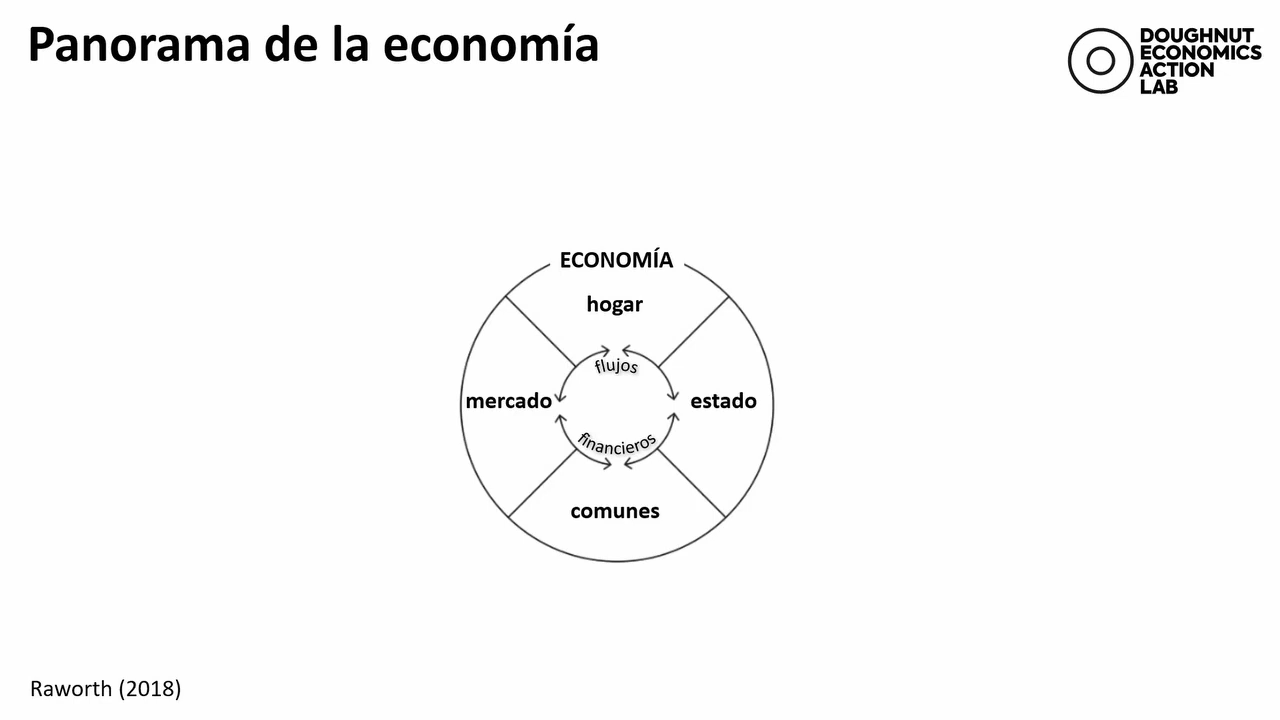 Panorama de la economía
DOUGHNUT
ECONOMICS
ACTION
LAB
ECONOMÍA
hogar
flujos
mercado
estado
financieros
comunes
Raworth (2018)